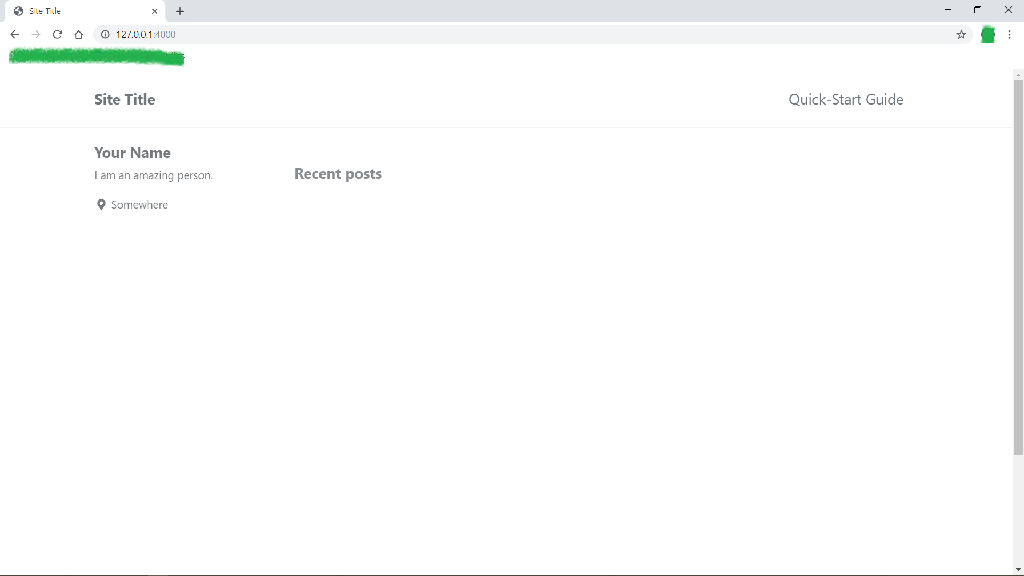 Site Title
127.0.0.1:4000
Site Title
Quick-Start Guide
Your Name
I am an amazing person.
Recent posts
Somewhere